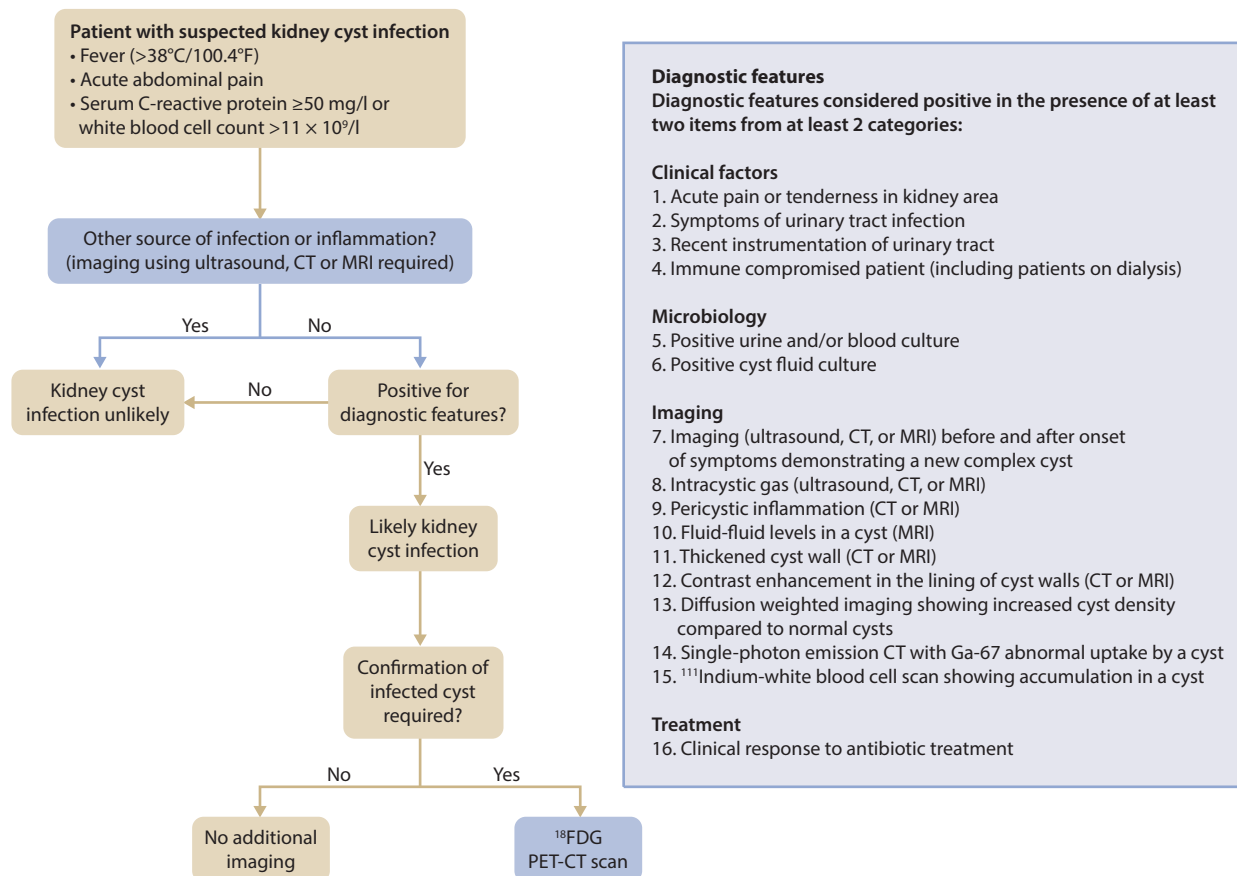 Patient with suspected kidney cyst infection
• Fever (>38°C/100.4°F)
• Acute abdominal pain
• Serum C-reactive protein ≥50 mg/l or
white blood cell count >11 × 10⁹/l
Other source of infection or inflammation?
(imaging using ultrasound, CT or MRI required)
Yes
No
Kidney cyst
infection unlikely
No
Positive for
diagnostic features?
Yes
Likely kidney
cyst infection
Confirmation of
infected cyst
required?
No
Yes
No additional
imaging
¹⁸FDG
PET-CT scan
Diagnostic features
Diagnostic features considered positive in the presence of at least
two items from at least 2 categories:
Clinical factors
1. Acute pain or tenderness in kidney area
2. Symptoms of urinary tract infection
3. Recent instrumentation of urinary tract
4. Immune compromised patient (including patients on dialysis)
Microbiology
5. Positive urine and/or blood culture
6. Positive cyst fluid culture
Imaging
7. Imaging (ultrasound, CT, or MRI) before and after onset
of symptoms demonstrating a new complex cyst
8. Intracystic gas (ultrasound, CT, or MRI)
9. Pericystic inflammation (CT or MRI)
10. Fluid-fluid levels in a cyst (MRI)
11. Thickened cyst wall (CT or MRI)
12. Contrast enhancement in the lining of cyst walls (CT or MRI)
13. Diffusion weighted imaging showing increased cyst density
compared to normal cysts
14. Single-photon emission CT with Ga-67 abnormal uptake by a cyst
15. ¹¹¹Indium-white blood cell scan showing accumulation in a cyst
Treatment
16. Clinical response to antibiotic treatment